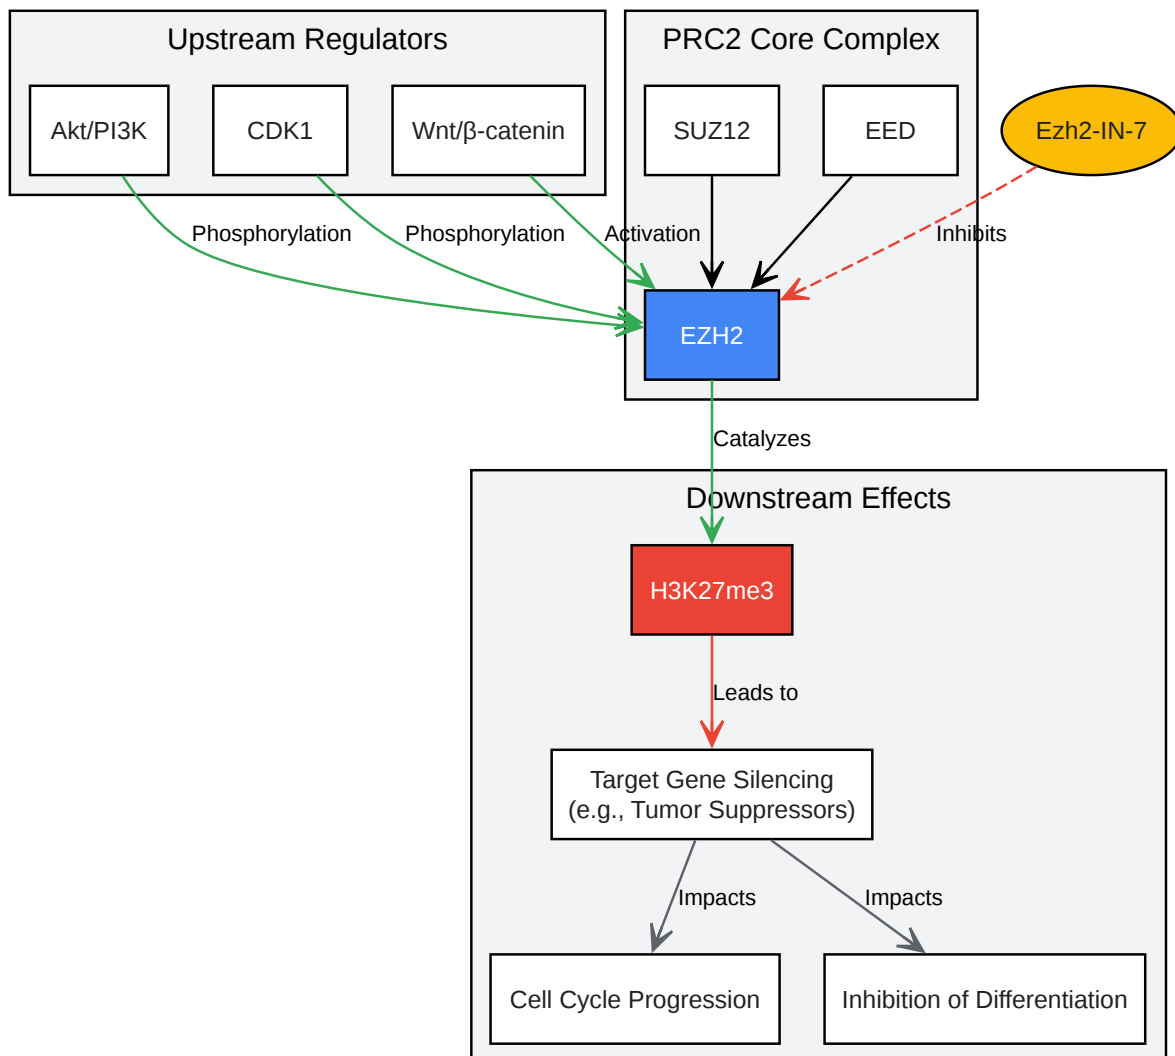 Upstream Regulators
PRC2 Core Complex
Akt/PI3K
CDK1
Wnt/β-catenin
SUZ12
EED
Ezh2-IN-7
Phosphorylation
Phosphorylation
Activation
Inhibits
EZH2
Catalyzes
Downstream Effects
H3K27me3
Leads to
Target Gene Silencing
(e.g., Tumor Suppressors)
Impacts
Impacts
Cell Cycle Progression
Inhibition of Differentiation